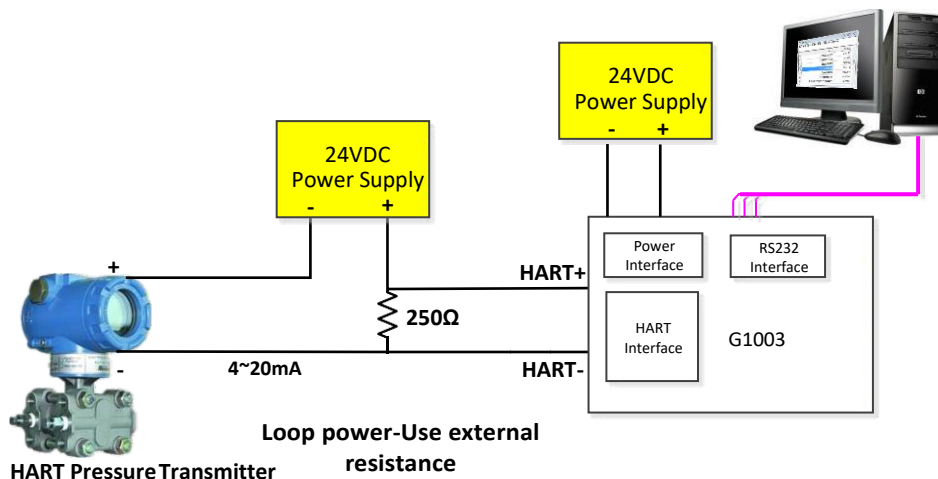 24VDC
Power Supply
- +
24VDC
Power Supply
- +
Power
Interface
RS232
Interface
HART+
+
250Ω
HART
Interface
G1003
HART-
-
4~20mA
Loop power-Use external
resistance
HART Pressure Transmitter